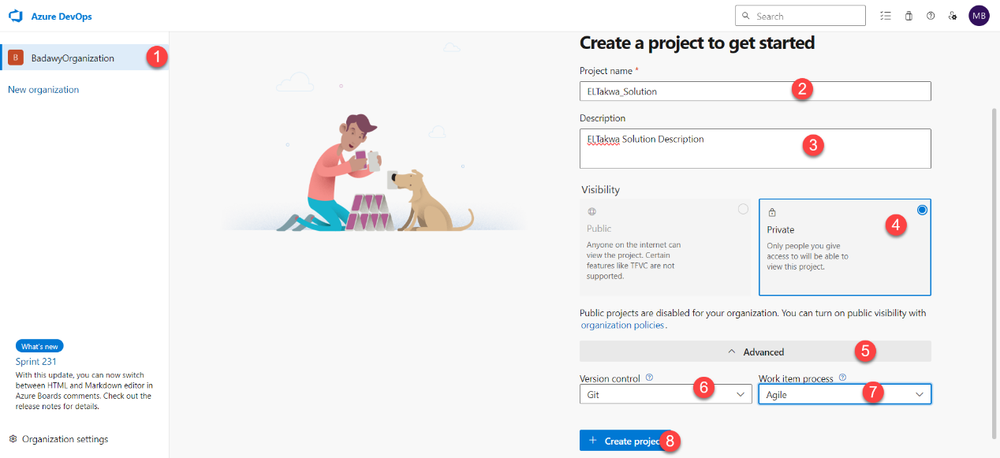 Azure DevOps
Search
MB
B
BadawyOrganization
1
New organization
What's new
Sprint 231
With this update, you can now switch
between HTML and Markdown editor in
Azure Boards comments. Check out the
release notes for details.
Organization settings
Create a project to get started
Project name *
ELTakwa_Solution
2
Description
ELTakwa Solution Description
3
Visibility
Public
Anyone on the internet can
view the project. Certain
features like TFVC are not
supported.
Private
4
Only people you give
access to will be able to
view this project.
Public projects are disabled for your organization. You can turn on public visibility with
organization policies.
Advanced
5
Version control
Git
6
Work item process
Agile
7
+ Create projec
8